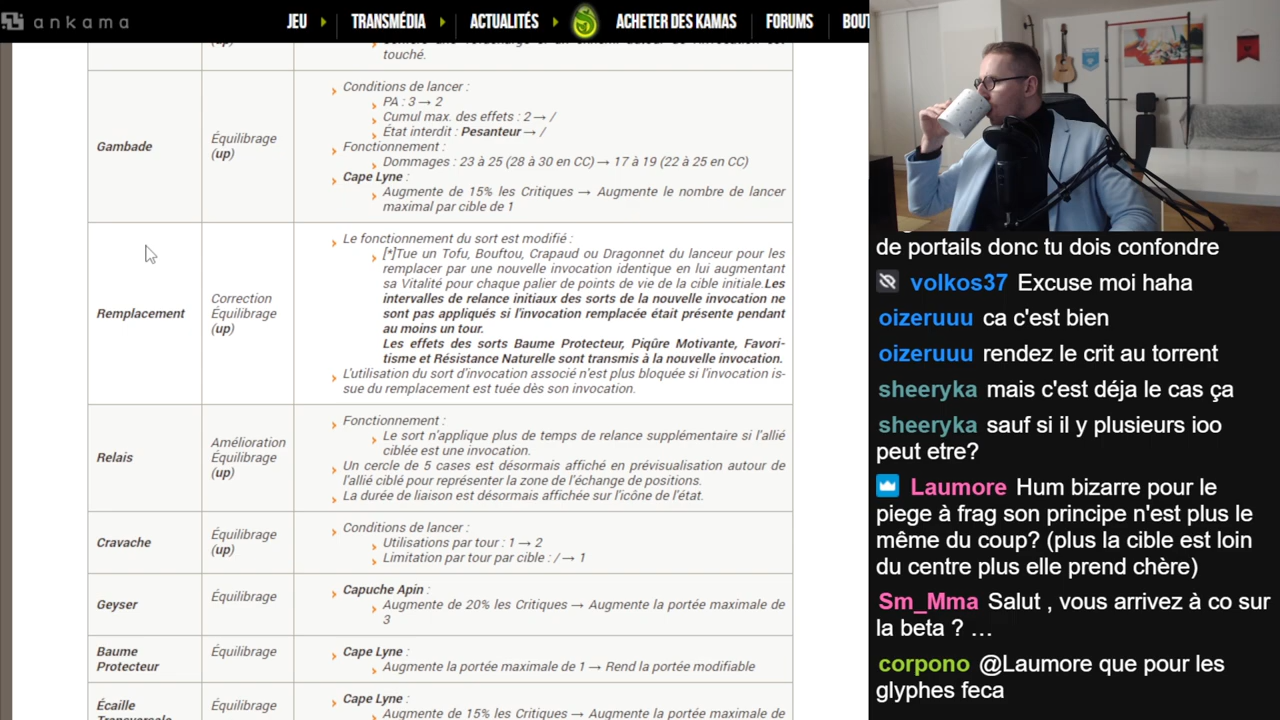 ankama
JEU TRANSMÉDIA ACTUALITÉS ACHETER DES KAMAS FORUMS BOUT
(up)
touché.
Gambade
Équilibrage
(up)
Conditions de lancer :
PA : 3 → 2
Cumul max. des effets : 2 → /
État interdit : Pesanteur → /
Fonctionnement :
Dommages : 23 à 25 (28 à 30 en CC) → 17 à 19 (22 à 25 en CC)
Cape Lyne :
Augmente de 15% les Critiques → Augmente le nombre de lancer
maximal par cible de 1
Remplacement
Correction
Équilibrage
(up)
Le fonctionnement du sort est modifié :
[*]Tue un Tofu, Bouftou, Crapaud ou Dragonnet du lanceur pour les
remplacer par une nouvelle invocation identique en lui augmentant
sa Vitalité pour chaque palier de points de vie de la cible initiale.Les
intervalles de relance initiaux des sorts de la nouvelle invocation ne
sont pas appliqués si l'invocation remplacée était présente pendant
au moins un tour.
Les effets des sorts Baume Protecteur, Piqûre Motivante, Favori-
tisme et Résistance Naturelle sont transmis à la nouvelle invocation.
L'utilisation du sort d'invocation associé n'est plus bloquée si l'invocation is-
sue du remplacement est tuée dès son invocation.
Relais
Amélioration
Équilibrage
(up)
Fonctionnement :
Le sort n'applique plus de temps de relance supplémentaire si l'allié
ciblée est une invocation.
Un cercle de 5 cases est désormais affiché en prévisualisation autour de
l'allié ciblé pour représenter la zone de l'échange de positions.
La durée de liaison est désormais affichée sur l'icône de l'état.
Cravache
Équilibrage
(up)
Conditions de lancer :
Utilisations par tour : 1 → 2
Limitation par tour par cible : / → 1
Geyser
Équilibrage
Capuche Apin :
Augmente de 20% les Critiques → Augmente la portée maximale de
3
Baume
Protecteur
Équilibrage
Cape Lyne :
Augmente la portée maximale de 1 → Rend la portée modifiable
Écaille
Transversale
Équilibrage
Cape Lyne :
Augmente de 15% les Critiques → Augmente la portée maximale de
de portails donc tu dois confondre
volkos37 Excuse moi haha
oizeruuu ca c'est bien
oizeruuu rendez le crit au torrent
sheeryka mais c'est déja le cas ça
sheeryka sauf si il y plusieurs ioo
peut etre?
Laumore Hum bizarre pour le
piege à frag son principe n'est plus le
même du coup? (plus la cible est loin
du centre plus elle prend chère)
Sm_Mma Salut , vous arrivez à co sur
la beta ? …
corpono @Laumore que pour les
glyphes feca